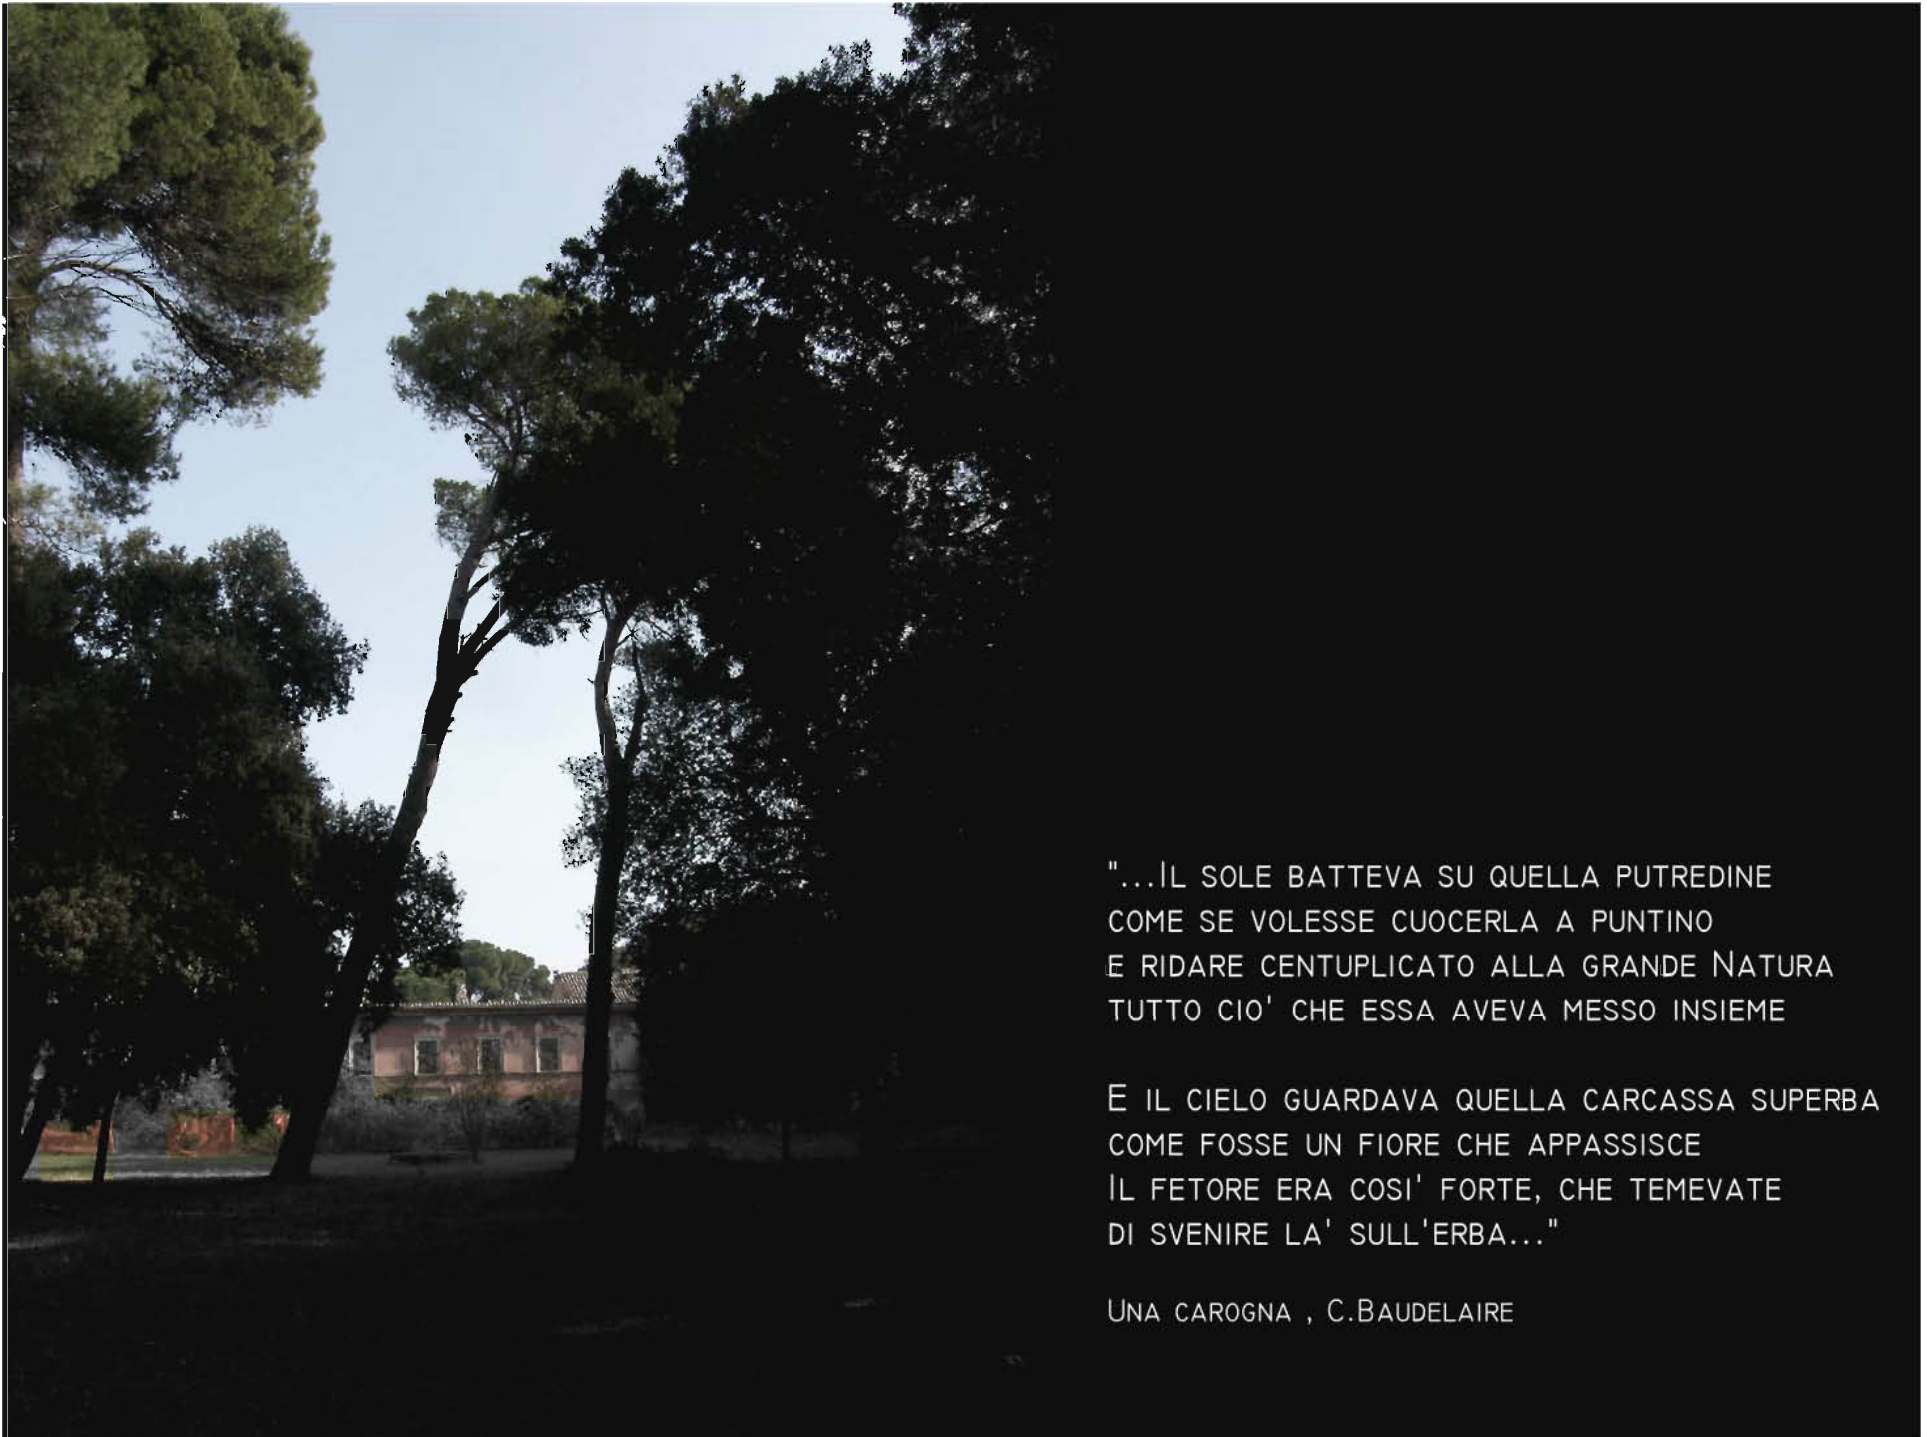 "...Il sole batteva su quella putredine
come se volesse cuocerla a puntino
e ridare centuplicato alla grande Natura
tutto cio' che essa aveva messo insieme
E il cielo guardava quella carcassa superba
come fosse un fiore che appassisce
Il fetore era cosi' forte, che temevate
di svenire la' sull'erba..."
Una carogna , C.Baudelaire